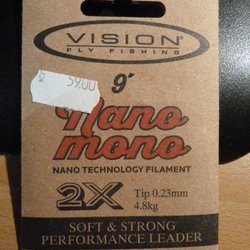 VISION
FLY FISHING
59.00
9'
Nano
mono
NANO TECHNOLOGY FILAMENT
2X
Tip 0.23mm
4.8kg
SOFT & STRONG
PERFORMANCE LEADER